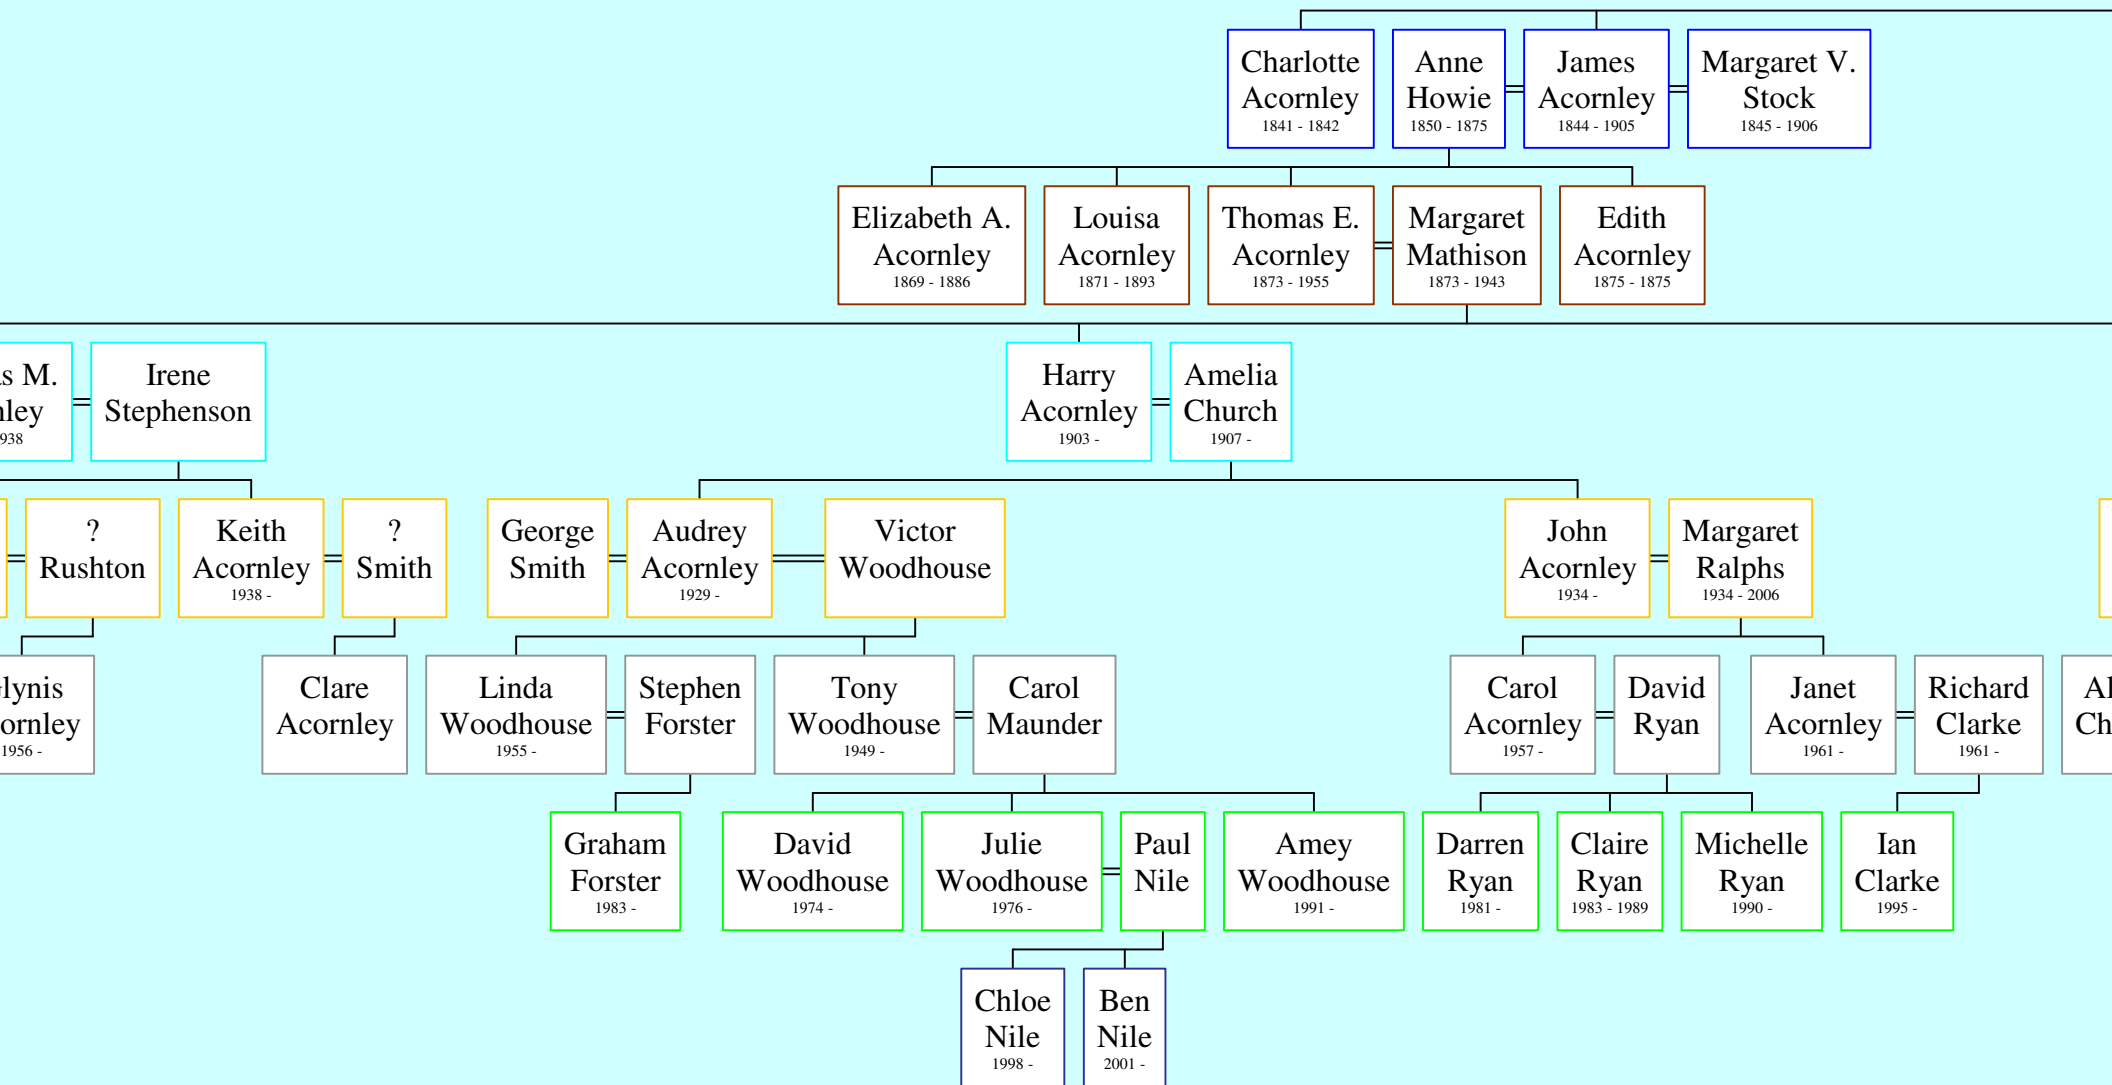 Charlotte
Acornley
1841 - 1842
Anne
Howie
1850 - 1875
James
Acornley
1844 - 1905
Margaret V.
Stock
1845 - 1906
Elizabeth A.
Acornley
1869 - 1886
Louisa
Acornley
1871 - 1893
Thomas E.
Acornley
1873 - 1955
Margaret
Mathison
1873 - 1943
Edith
Acornley
1875 - 1875
M.
Irene
Stephenson
Harry
Acornley
1903 -
Amelia
Church
1907 -
?
Rushton
Keith
Acornley
1938 -
?
Smith
George
Smith
Audrey
Acornley
1929 -
Victor
Woodhouse
John
Acornley
1934 -
Margaret
Ralphs
1934 - 2006
1956 -
Clare
Acornley
Linda
Woodhouse
1955 -
Stephen
Forster
Tony
Woodhouse
1949 -
Carol
Maunder
Carol
Acornley
1957 -
David
Ryan
Janet
Acornley
1961 -
Richard
Clarke
1961 -
Graham
Forster
1983 -
David
Woodhouse
1974 -
Julie
Woodhouse
1976 -
Paul
Nile
Amey
Woodhouse
1991 -
Darren
Ryan
1981 -
Claire
Ryan
1983 - 1989
Michelle
Ryan
1990 -
Ian
Clarke
1995 -
Chloe
Nile
1998 -
Ben
Nile
2001 -